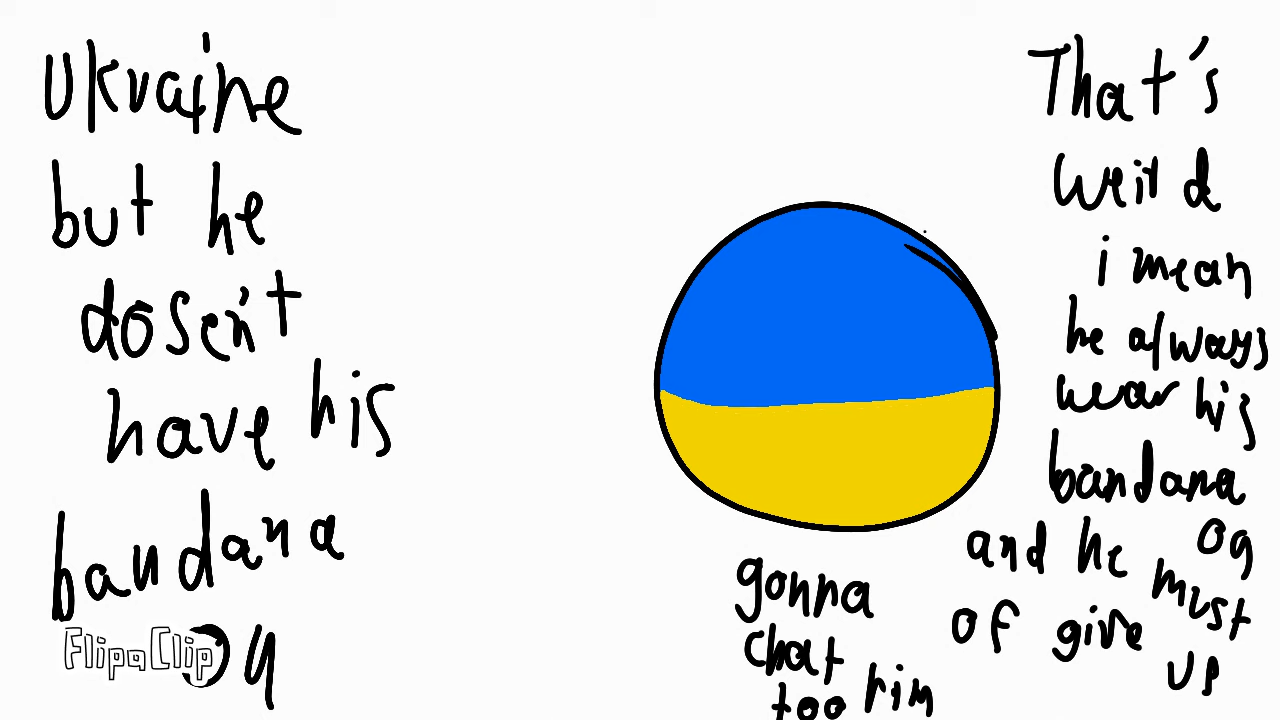 Ukraine
but he
dosen't
have his
bandana
og
FlipaClip
That's
weird
i mean
he always
wear his
bandana
og
and he must
of give up
gonna
chat
too him